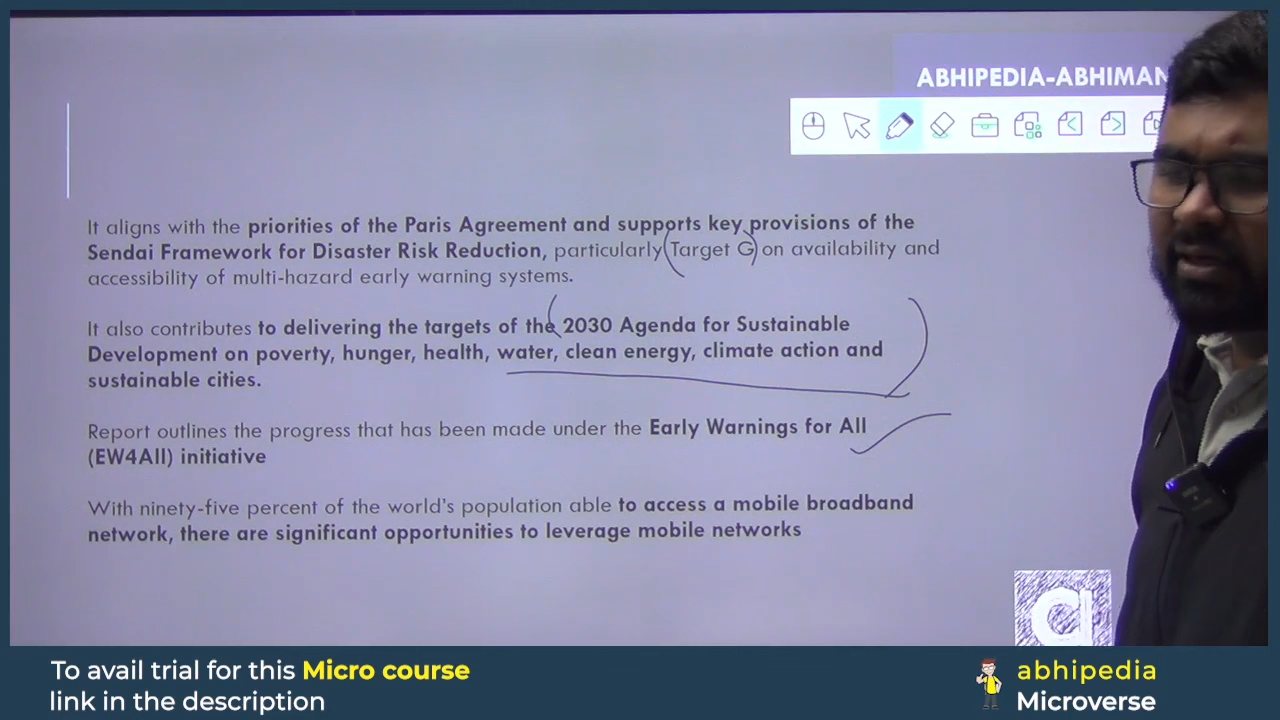 ABHIPEDIA-ABHIMAN
It aligns with the priorities of the Paris Agreement and supports key provisions of the
Sendai Framework for Disaster Risk Reduction, particularly Target G on availability and
accessibility of multi-hazard early warning systems.
It also contributes to delivering the targets of the 2030 Agenda for Sustainable
Development on poverty, hunger, health, water, clean energy, climate action and
sustainable cities.
Report outlines the progress that has been made under the Early Warnings for All
(EW4All) initiative
With ninety-five percent of the world's population able to access a mobile broadband
network, there are significant opportunities to leverage mobile networks
To avail trial for this Micro course
link in the description
abhipedia
Microverse